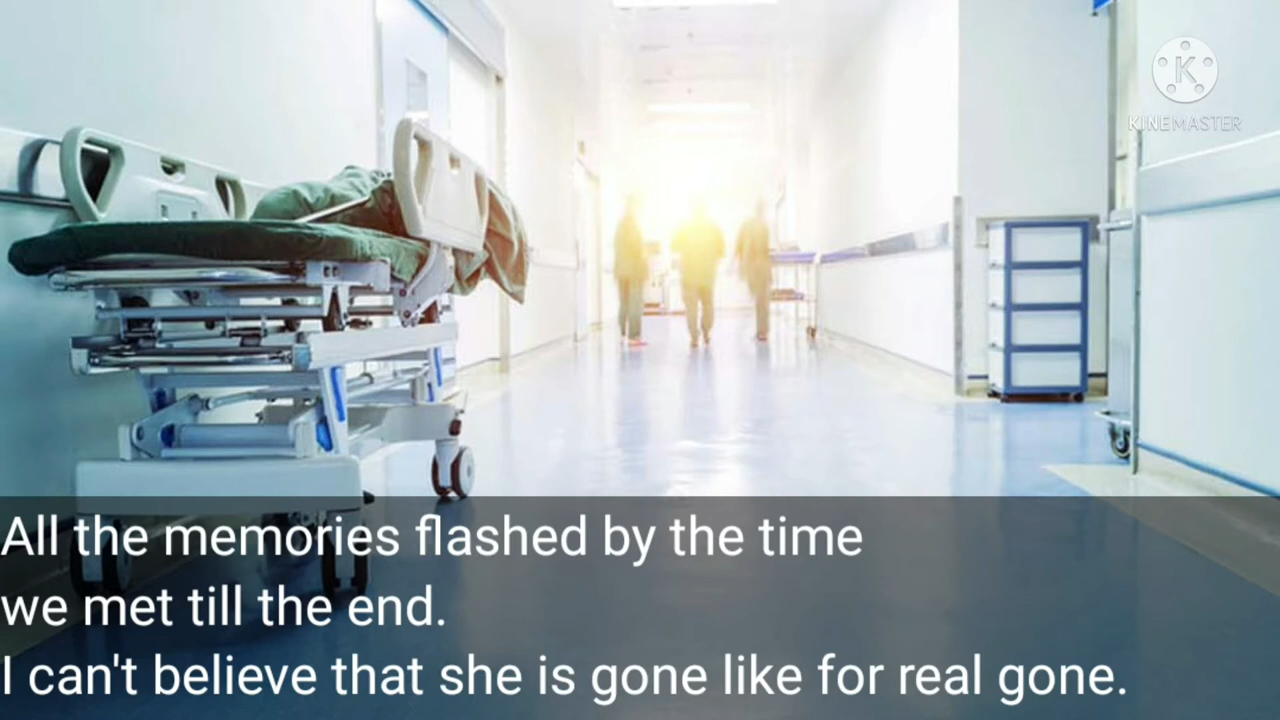 K
KINEMASTER
All the memories flashed by the time
we met till the end.
I can't believe that she is gone like for real gone.